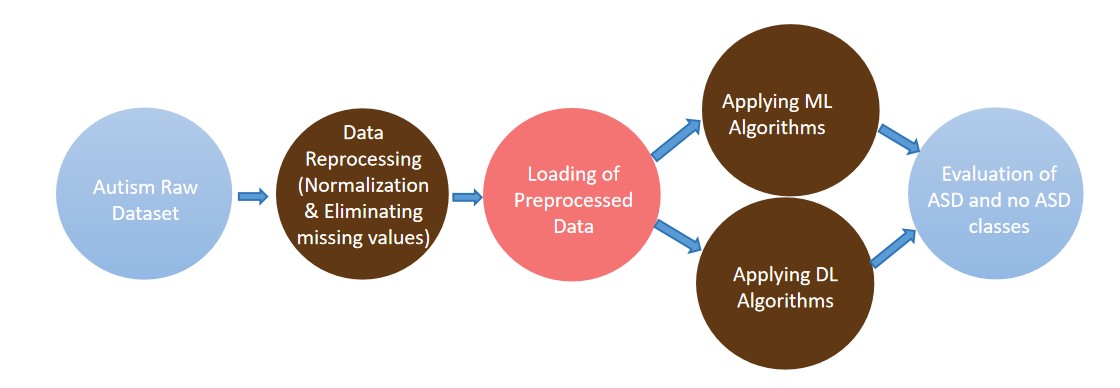 Autism Raw
Dataset
Data
Reprocessing
(Normalization
& Eliminating
missing values)
Loading of
Preprocessed
Data
Applying ML
Algorithms
Applying DL
Algorithms
Evaluation of
ASD and no ASD
classes